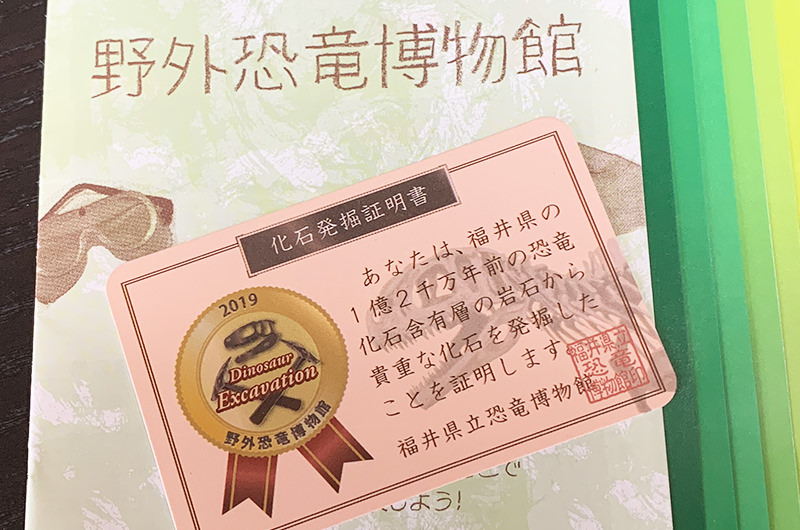 野外恐竜博物館
化石発掘証明書
2019
Dinosaur
Excavation
野外恐竜博物館
あなたは、福井県の
1億2千万年前の恐竜
化石含有層の岩石から
貴重な化石を発掘した
ことを証明します
福井県立恐竜博物館
福井県立
恐竜
博物館印
で
しよう!